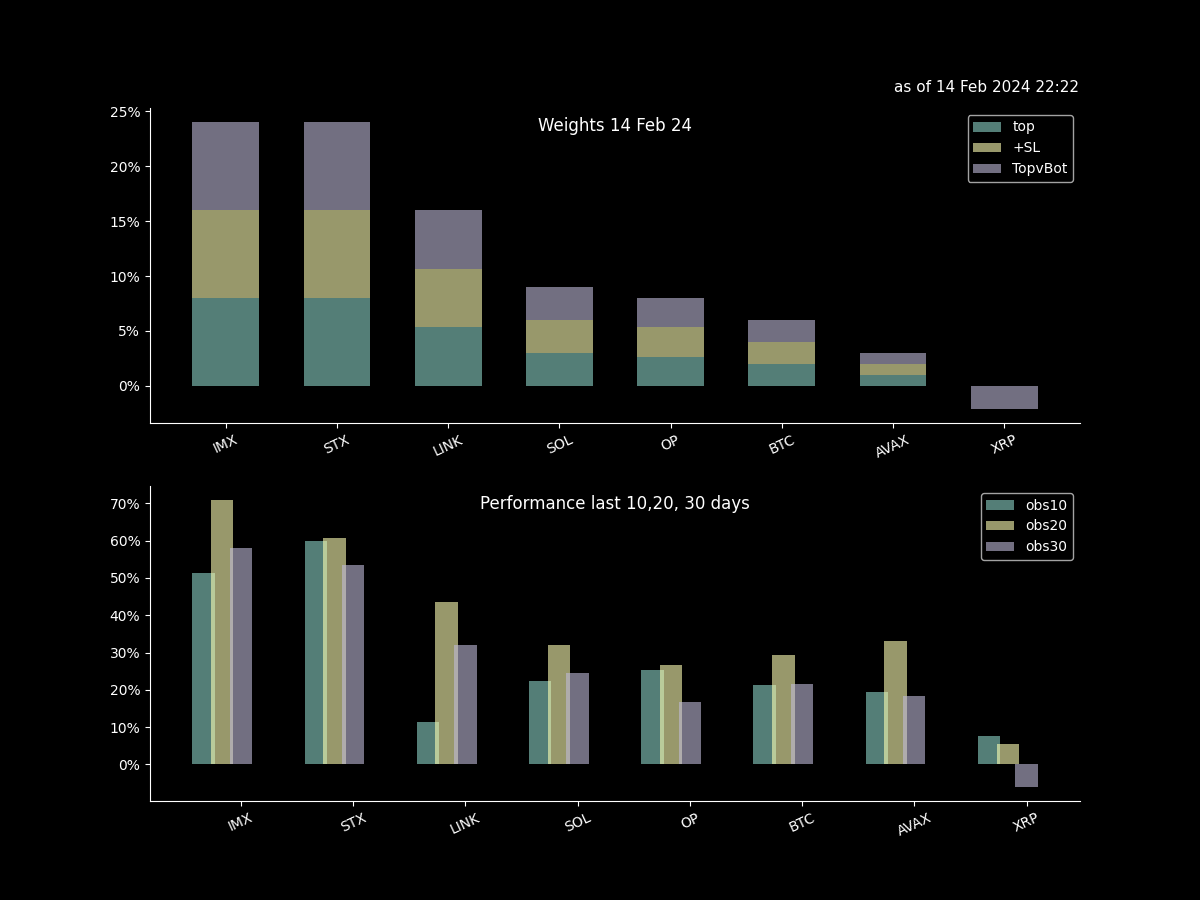 as of 14 Feb 2024 22:22
Weights 14 Feb 24
25%
20%
15%
10%
5%
0%
top
+SL
TopvBot
IMX STX LINK SOL OP BTC AVAX XRP
Performance last 10,20, 30 days
70%
60%
50%
40%
30%
20%
10%
0%
obs10
obs20
obs30
IMX STX LINK SOL OP BTC AVAX XRP